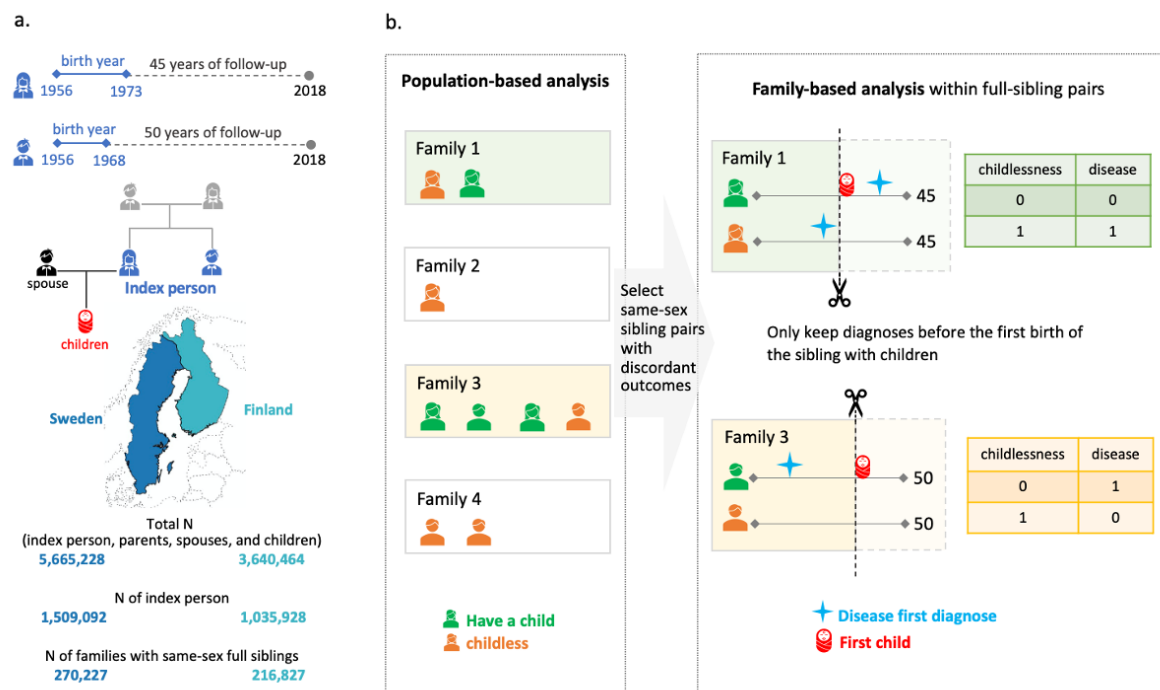 a.
birth year
45 years of follow-up
1956
1973
2018
birth year
50 years of follow-up
1956
1968
2018
spouse
Index person
children
Sweden
Finland
Total N
(index person, parents, spouses, and children)
5,665,228
3,640,464
N of index person
1,509,092
1,035,928
N of families with same-sex full siblings
270,227
216,827
b.
Population-based analysis
Family 1
Family 2
Family 3
Family 4
Have a child
childless
Select
same-sex
sibling pairs
with
discordant
outcomes
Family-based analysis within full-sibling pairs
Family 1
45
45
childlessness disease
0 0
1 1
Only keep diagnoses before the first birth of
the sibling with children
Family 3
50
50
childlessness disease
0 1
1 0
Disease first diagnose
First child